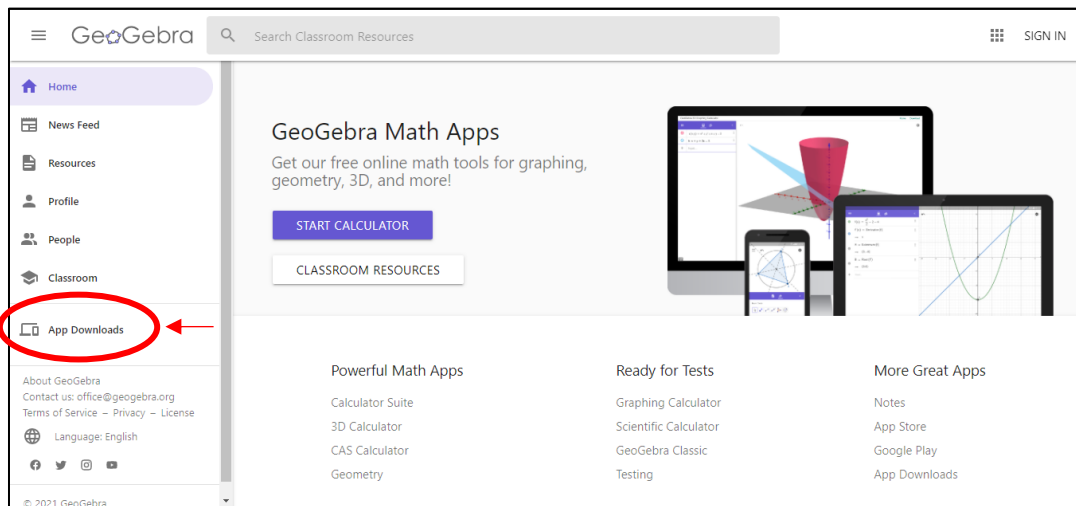 GeoGebra
Search Classroom Resources
SIGN IN
Home
News Feed
Resources
Profile
People
Classroom
App Downloads
About GeoGebra
Contact us: office@geogebra.org
Terms of Service – Privacy – License
Language: English
© 2021 GeoGebra
GeoGebra Math Apps
Get our free online math tools for graphing,
geometry, 3D, and more!
START CALCULATOR
CLASSROOM RESOURCES
Powerful Math Apps
Calculator Suite
3D Calculator
CAS Calculator
Geometry
Ready for Tests
Graphing Calculator
Scientific Calculator
GeoGebra Classic
Testing
More Great Apps
Notes
App Store
Google Play
App Downloads